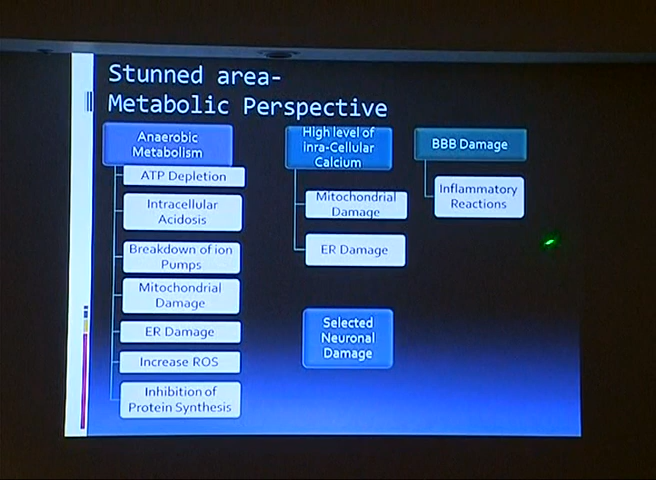 Stunned area-
Metabolic Perspective
Anaerobic
Metabolism
ATP Depletion
Intracellular
Acidosis
Breakdown of ion
Pumps
Mitochondrial
Damage
ER Damage
Increase ROS
Inhibition of
Protein Synthesis
High level of
inra-Cellular
Calcium
Mitochondrial
Damage
ER Damage
Selected
Neuronal
Damage
BBB Damage
Inflammatory
Reactions